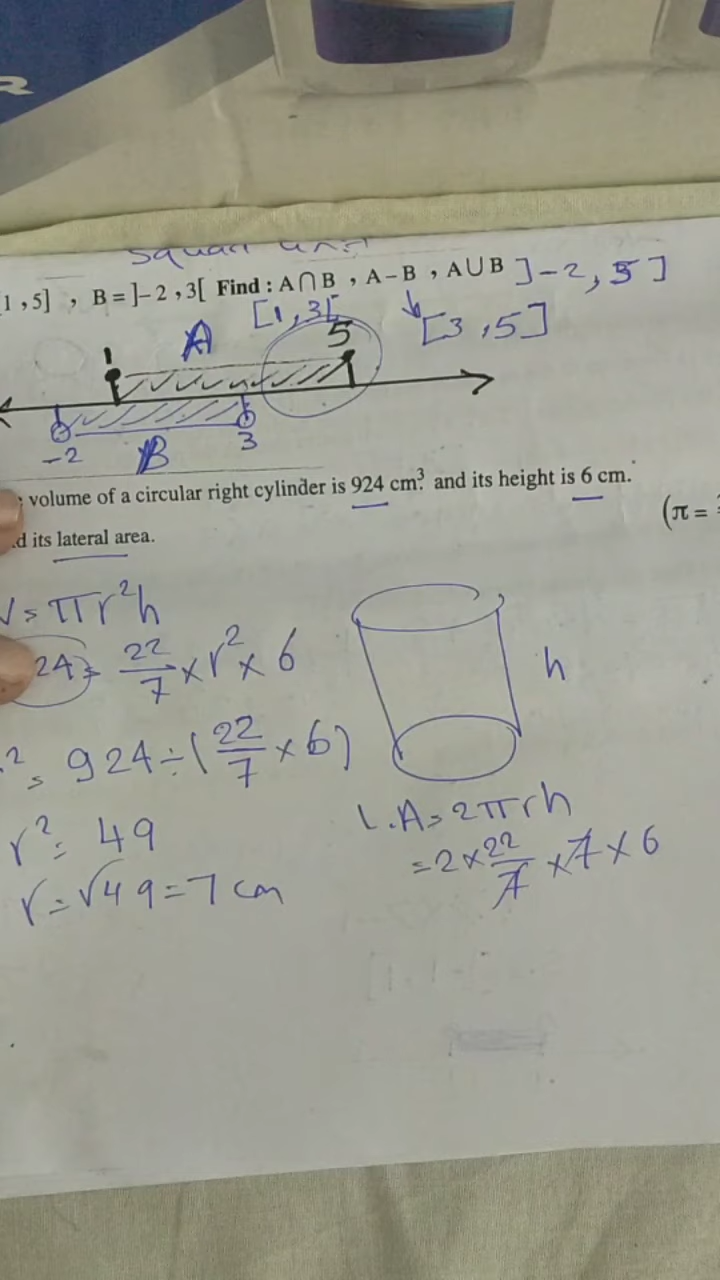 R
1 , 5] , B = ]– 2 , 3[ Find : A ∩ B , A – B , A ∪ B ]-2, 5]
[1,3[ ↓ [3,5]
A 1 5
-2 B 3
volume of a circular right cylinder is 924 cm³ and its height is 6 cm.
d its lateral area. (π =
V = πr²h
24 = 22/7 × r² × 6 h
² = 924 ÷ (22/7 × 6)
r² = 49 L.A = 2πrh
r = √49 = 7 cm = 2 × 22/7 × 7 × 6